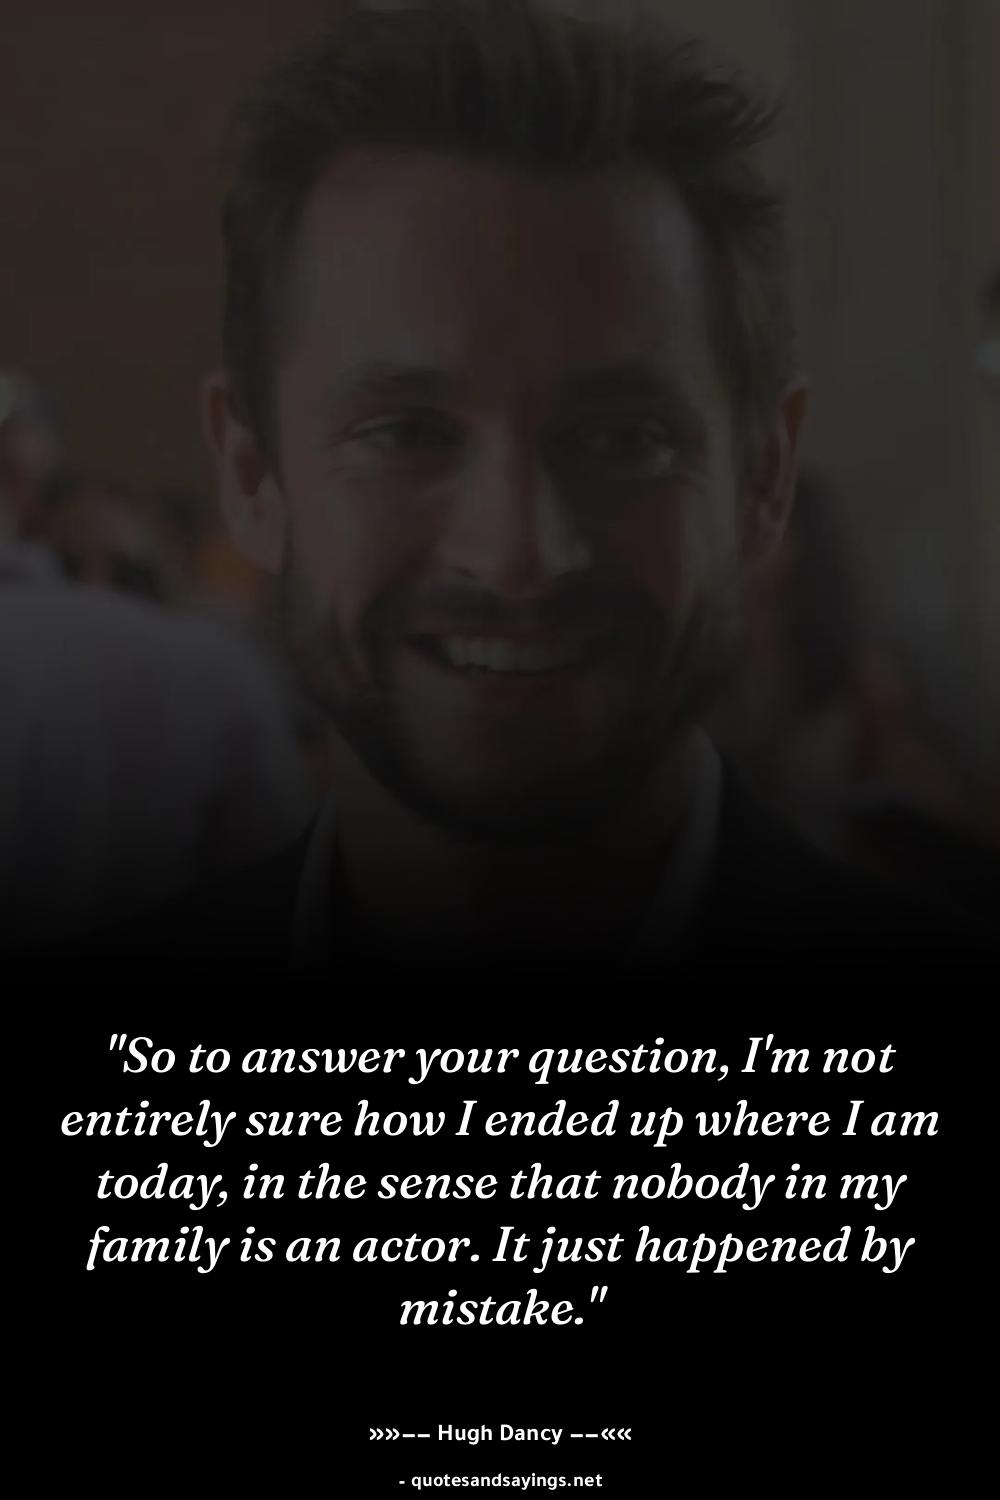 "So to answer your question, I'm not
entirely sure how I ended up where I am
today, in the sense that nobody in my
family is an actor. It just happened by
mistake."
»»–– Hugh Dancy ––««
- quotesandsayings.net